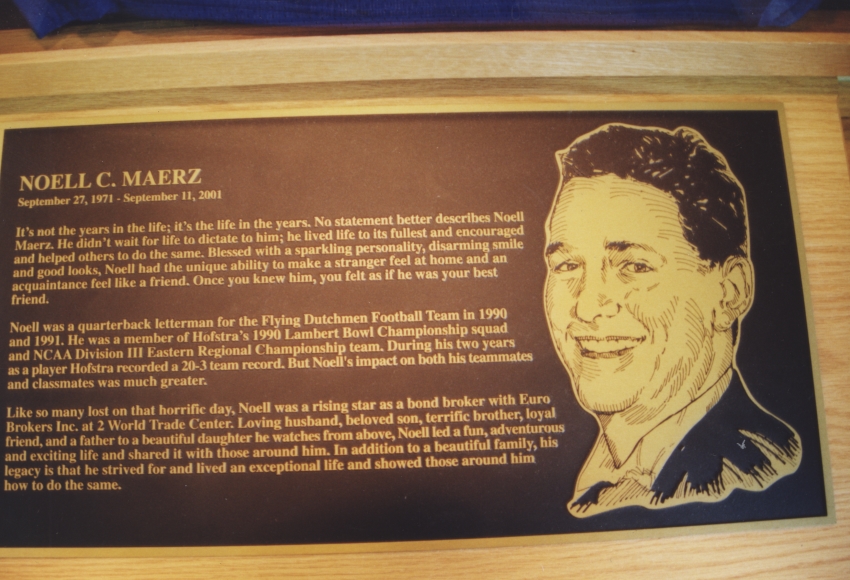 NOELL C. MAERZ
September 27, 1971 - September 11, 2001
It's not the years in the life; it's the life in the years. No statement better describes Noell
Maerz. He didn't wait for life to dictate to him; he lived life to its fullest and encouraged
and helped others to do the same. Blessed with a sparkling personality, disarming smile
and good looks, Noell had the unique ability to make a stranger feel at home and an
acquaintance feel like a friend. Once you knew him, you felt as if he was your best
friend.
Noell was a quarterback letterman for the Flying Dutchmen Football Team in 1990
and 1991. He was a member of Hofstra's 1990 Lambert Bowl Championship squad
and NCAA Division III Eastern Regional Championship team. During his two years
as a player Hofstra recorded a 20-3 team record. But Noell's impact on both his teammates
and classmates was much greater.
Like so many lost on that horrific day, Noell was a rising star as a bond broker with Euro
Brokers Inc. at 2 World Trade Center. Loving husband, beloved son, terrific brother, loyal
friend, and a father to a beautiful daughter he watches from above, Noell led a fun, adventurous
and exciting life and shared it with those around him. In addition to a beautiful family, his
legacy is that he strived for and lived an exceptional life and showed those around him
how to do the same.